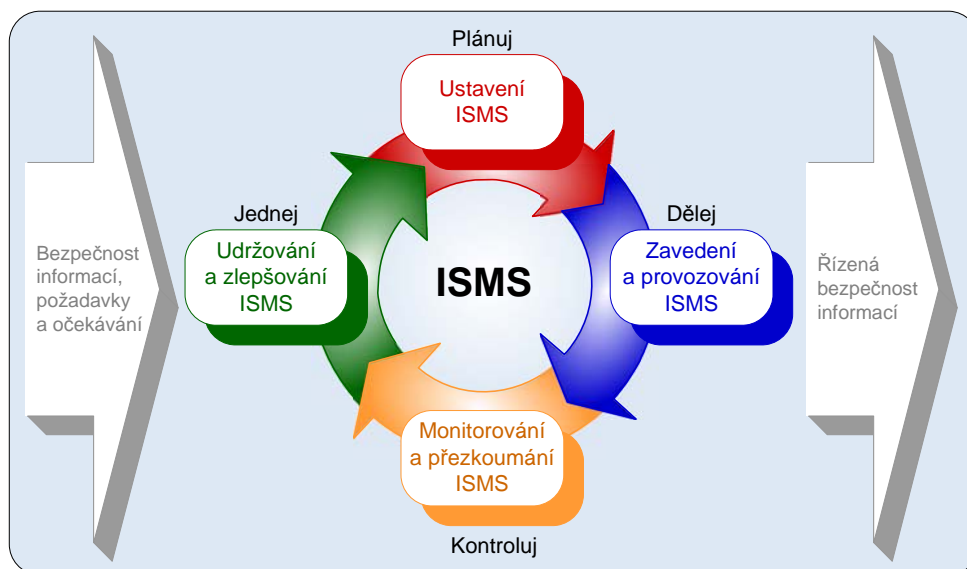 Plánuj
Ustavení
ISMS
Jednej
Udržování
a zlepšování
ISMS
Dělej
Zavedení
a provozování
ISMS
ISMS
Bezpečnost
informací,
požadavky
a očekávání
Řízená
bezpečnost
informací
Monitorování
a přezkoumání
ISMS
Kontroluj